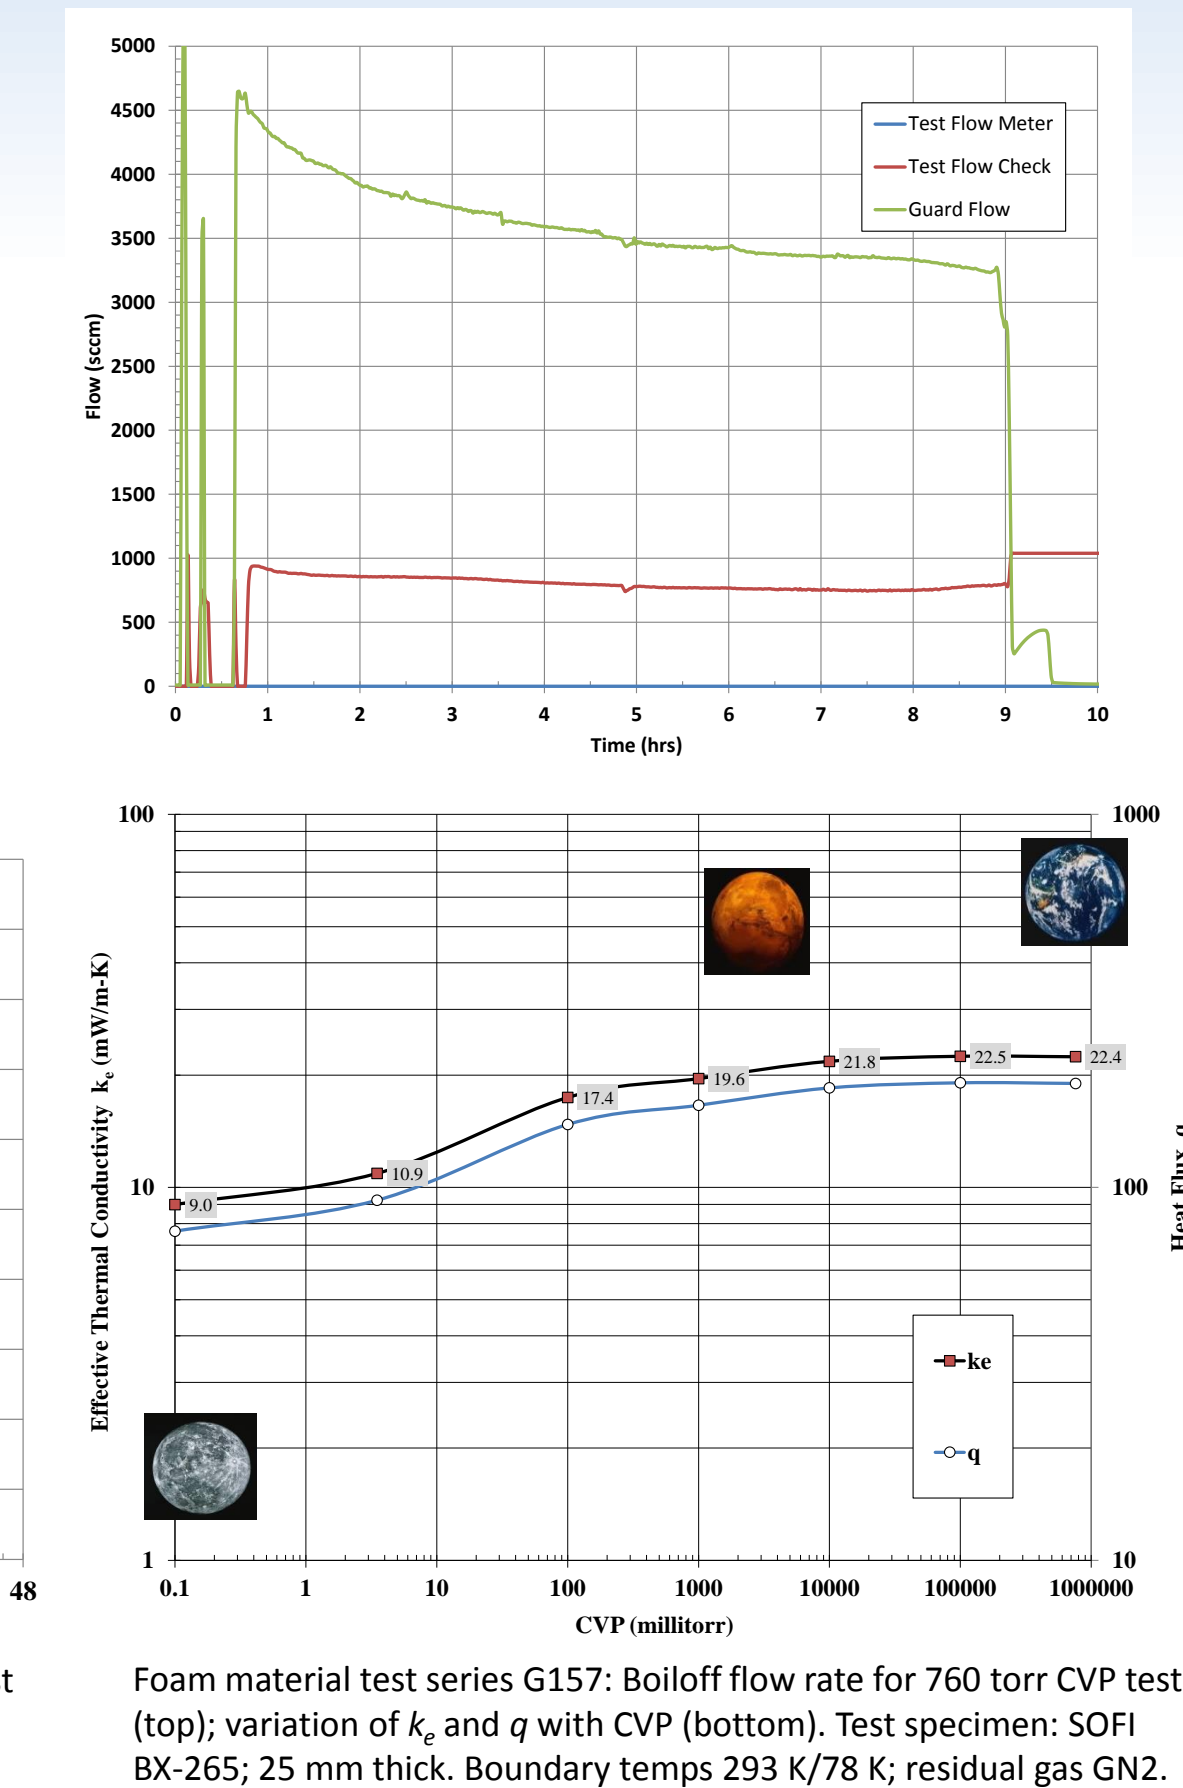 5000
4500
4000
3500
3000
2500
2000
1500
1000
500
0
Flow (sccm)
Test Flow Meter
Test Flow Check
Guard Flow
0 1 2 3 4 5 6 7 8 9 10
Time (hrs)
100
10
1
Effective Thermal Conductivity ke (mW/m-K)
1000
100
10
Heat Flux q
9.0
10.9
17.4
19.6
21.8
22.5
22.4
ke
q
0.1 1 10 100 1000 10000 100000 1000000
CVP (millitorr)
48
st
Foam material test series G157: Boiloff flow rate for 760 torr CVP test
(top); variation of ke and q with CVP (bottom). Test specimen: SOFI
BX-265; 25 mm thick. Boundary temps 293 K/78 K; residual gas GN2.